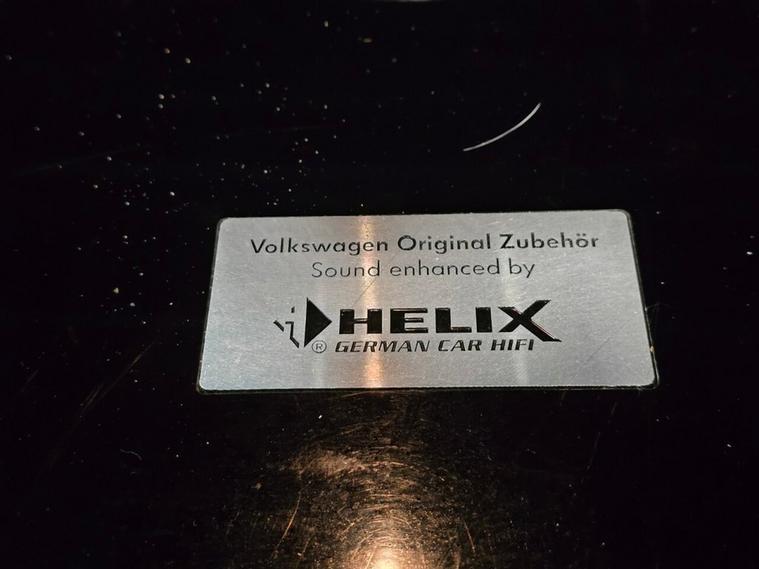 Volkswagen Original Zubehör
Sound enhanced by
HELIX
® GERMAN CAR HIFI